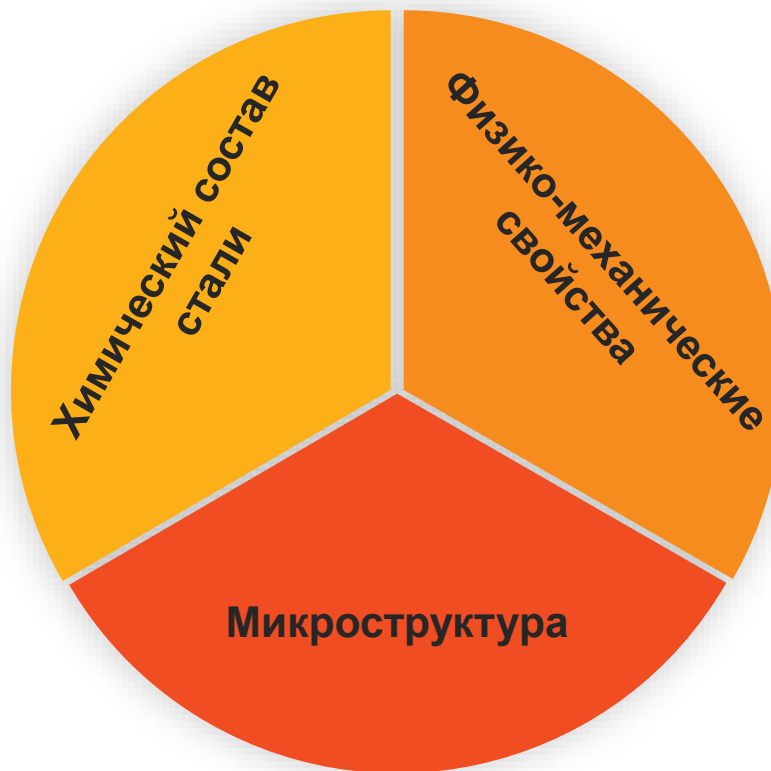 Химический состав
стали
Физико-механические
свойства
Микроструктура